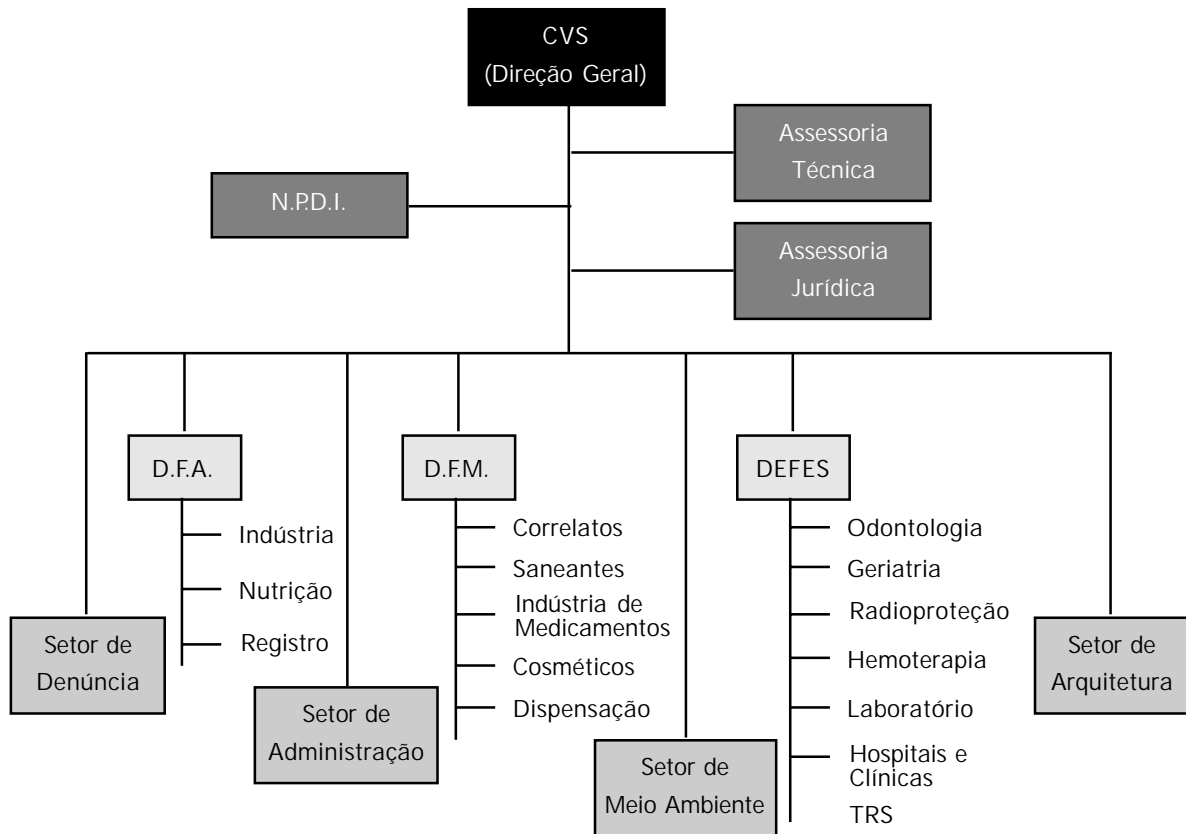 CVS
(Direção Geral)
Assessoria
Técnica
N.P.D.I.
Assessoria
Jurídica
D.F.A.
Indústria
Nutrição
Registro
D.F.M.
Correlatos
Saneantes
Indústria de
Medicamentos
Cosméticos
Dispensação
DEFES
Odontologia
Geriatria
Radioproteção
Hemoterapia
Laboratório
Hospitais e
Clínicas
TRS
Setor de
Denúncia
Setor de
Administração
Setor de
Meio Ambiente
Setor de
Arquitetura